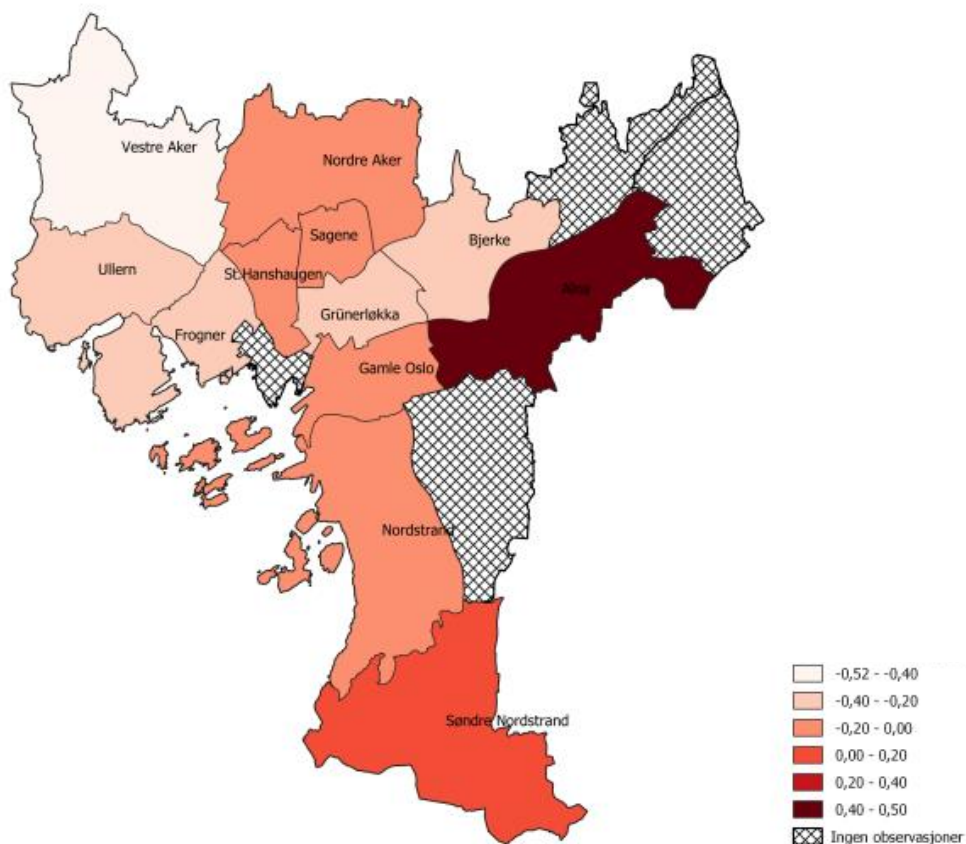 Vestre Aker
Nordre Aker
Sagene
Bjerke
Ullern
St.Hanshaugen
Alna
Grünerløkka
Frogner
Gamle Oslo
Nordstrand
Søndre Nordstrand
-0,52 - -0,40
-0,40 - -0,20
-0,20 - 0,00
0,00 - 0,20
0,20 - 0,40
0,40 - 0,50
Ingen observasjoner